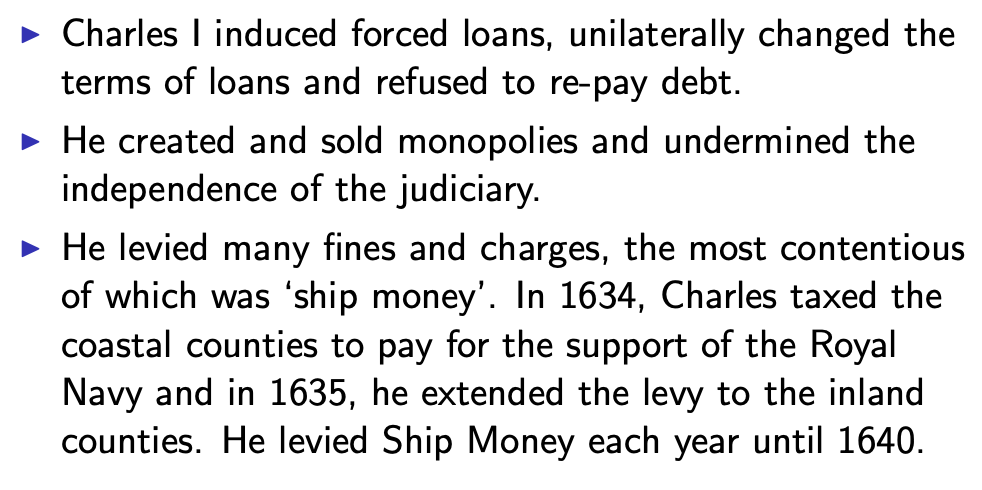 ▶ Charles I induced forced loans, unilaterally changed the
terms of loans and refused to re-pay debt.
▶ He created and sold monopolies and undermined the
independence of the judiciary.
▶ He levied many fines and charges, the most contentious
of which was ‘ship money’. In 1634, Charles taxed the
coastal counties to pay for the support of the Royal
Navy and in 1635, he extended the levy to the inland
counties. He levied Ship Money each year until 1640.